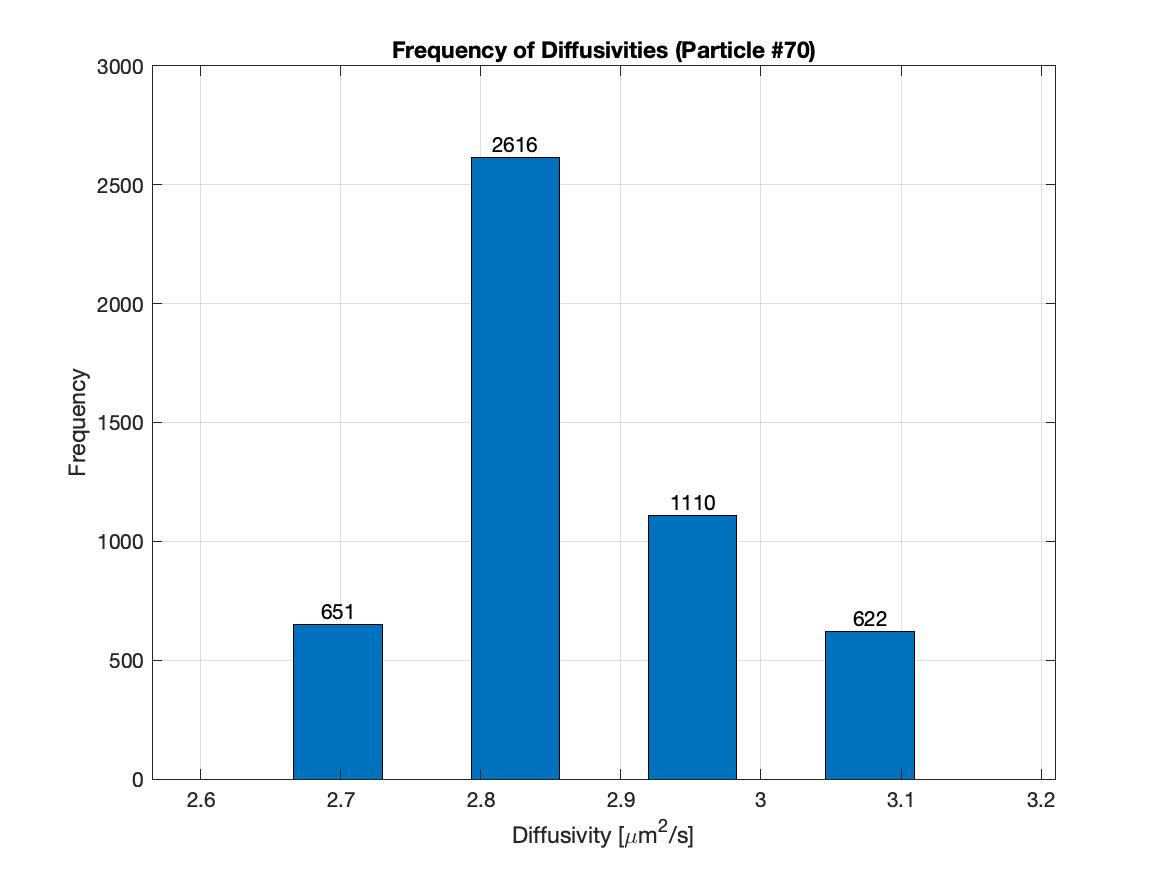 Frequency of Diffusivities (Particle #70)
3000
2500
2000
1500
1000
500
0
Frequency
2616
1110
651
622
2.6 2.7 2.8 2.9 3 3.1 3.2
Diffusivity [μm²/s]